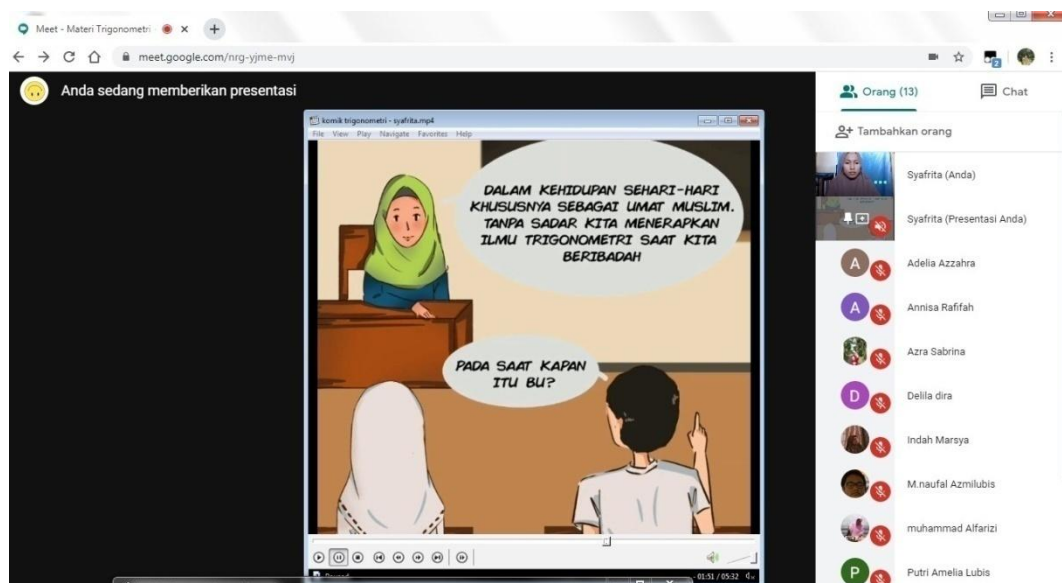 Meet - Materi Trigonometri
meet.google.com/nrg-yjme-mvj
Anda sedang memberikan presentasi
Orang (13)
Chat
Tambahkan orang
komik trigonometri - syafrita.mp4
File View Play Navigate Favorites Help
DALAM KEHIDUPAN SEHARI-HARI
KHUSUSNYA SEBAGAI UMAT MUSLIM.
TANPA SADAR KITA MENERAPKAN
ILMU TRIGONOMETRI SAAT KITA
BERIBADAH
PADA SAAT KAPAN
ITU BU?
01:51 / 05:32
Syafrita (Anda)
Syafrita (Presentasi Anda)
A
Adelia Azzahra
A
Annisa Rafifah
Azra Sabrina
D
Delila dira
Indah Marsya
M.naufal Azmilubis
muhammad Alfarizi
P
Putri Amelia Lubis